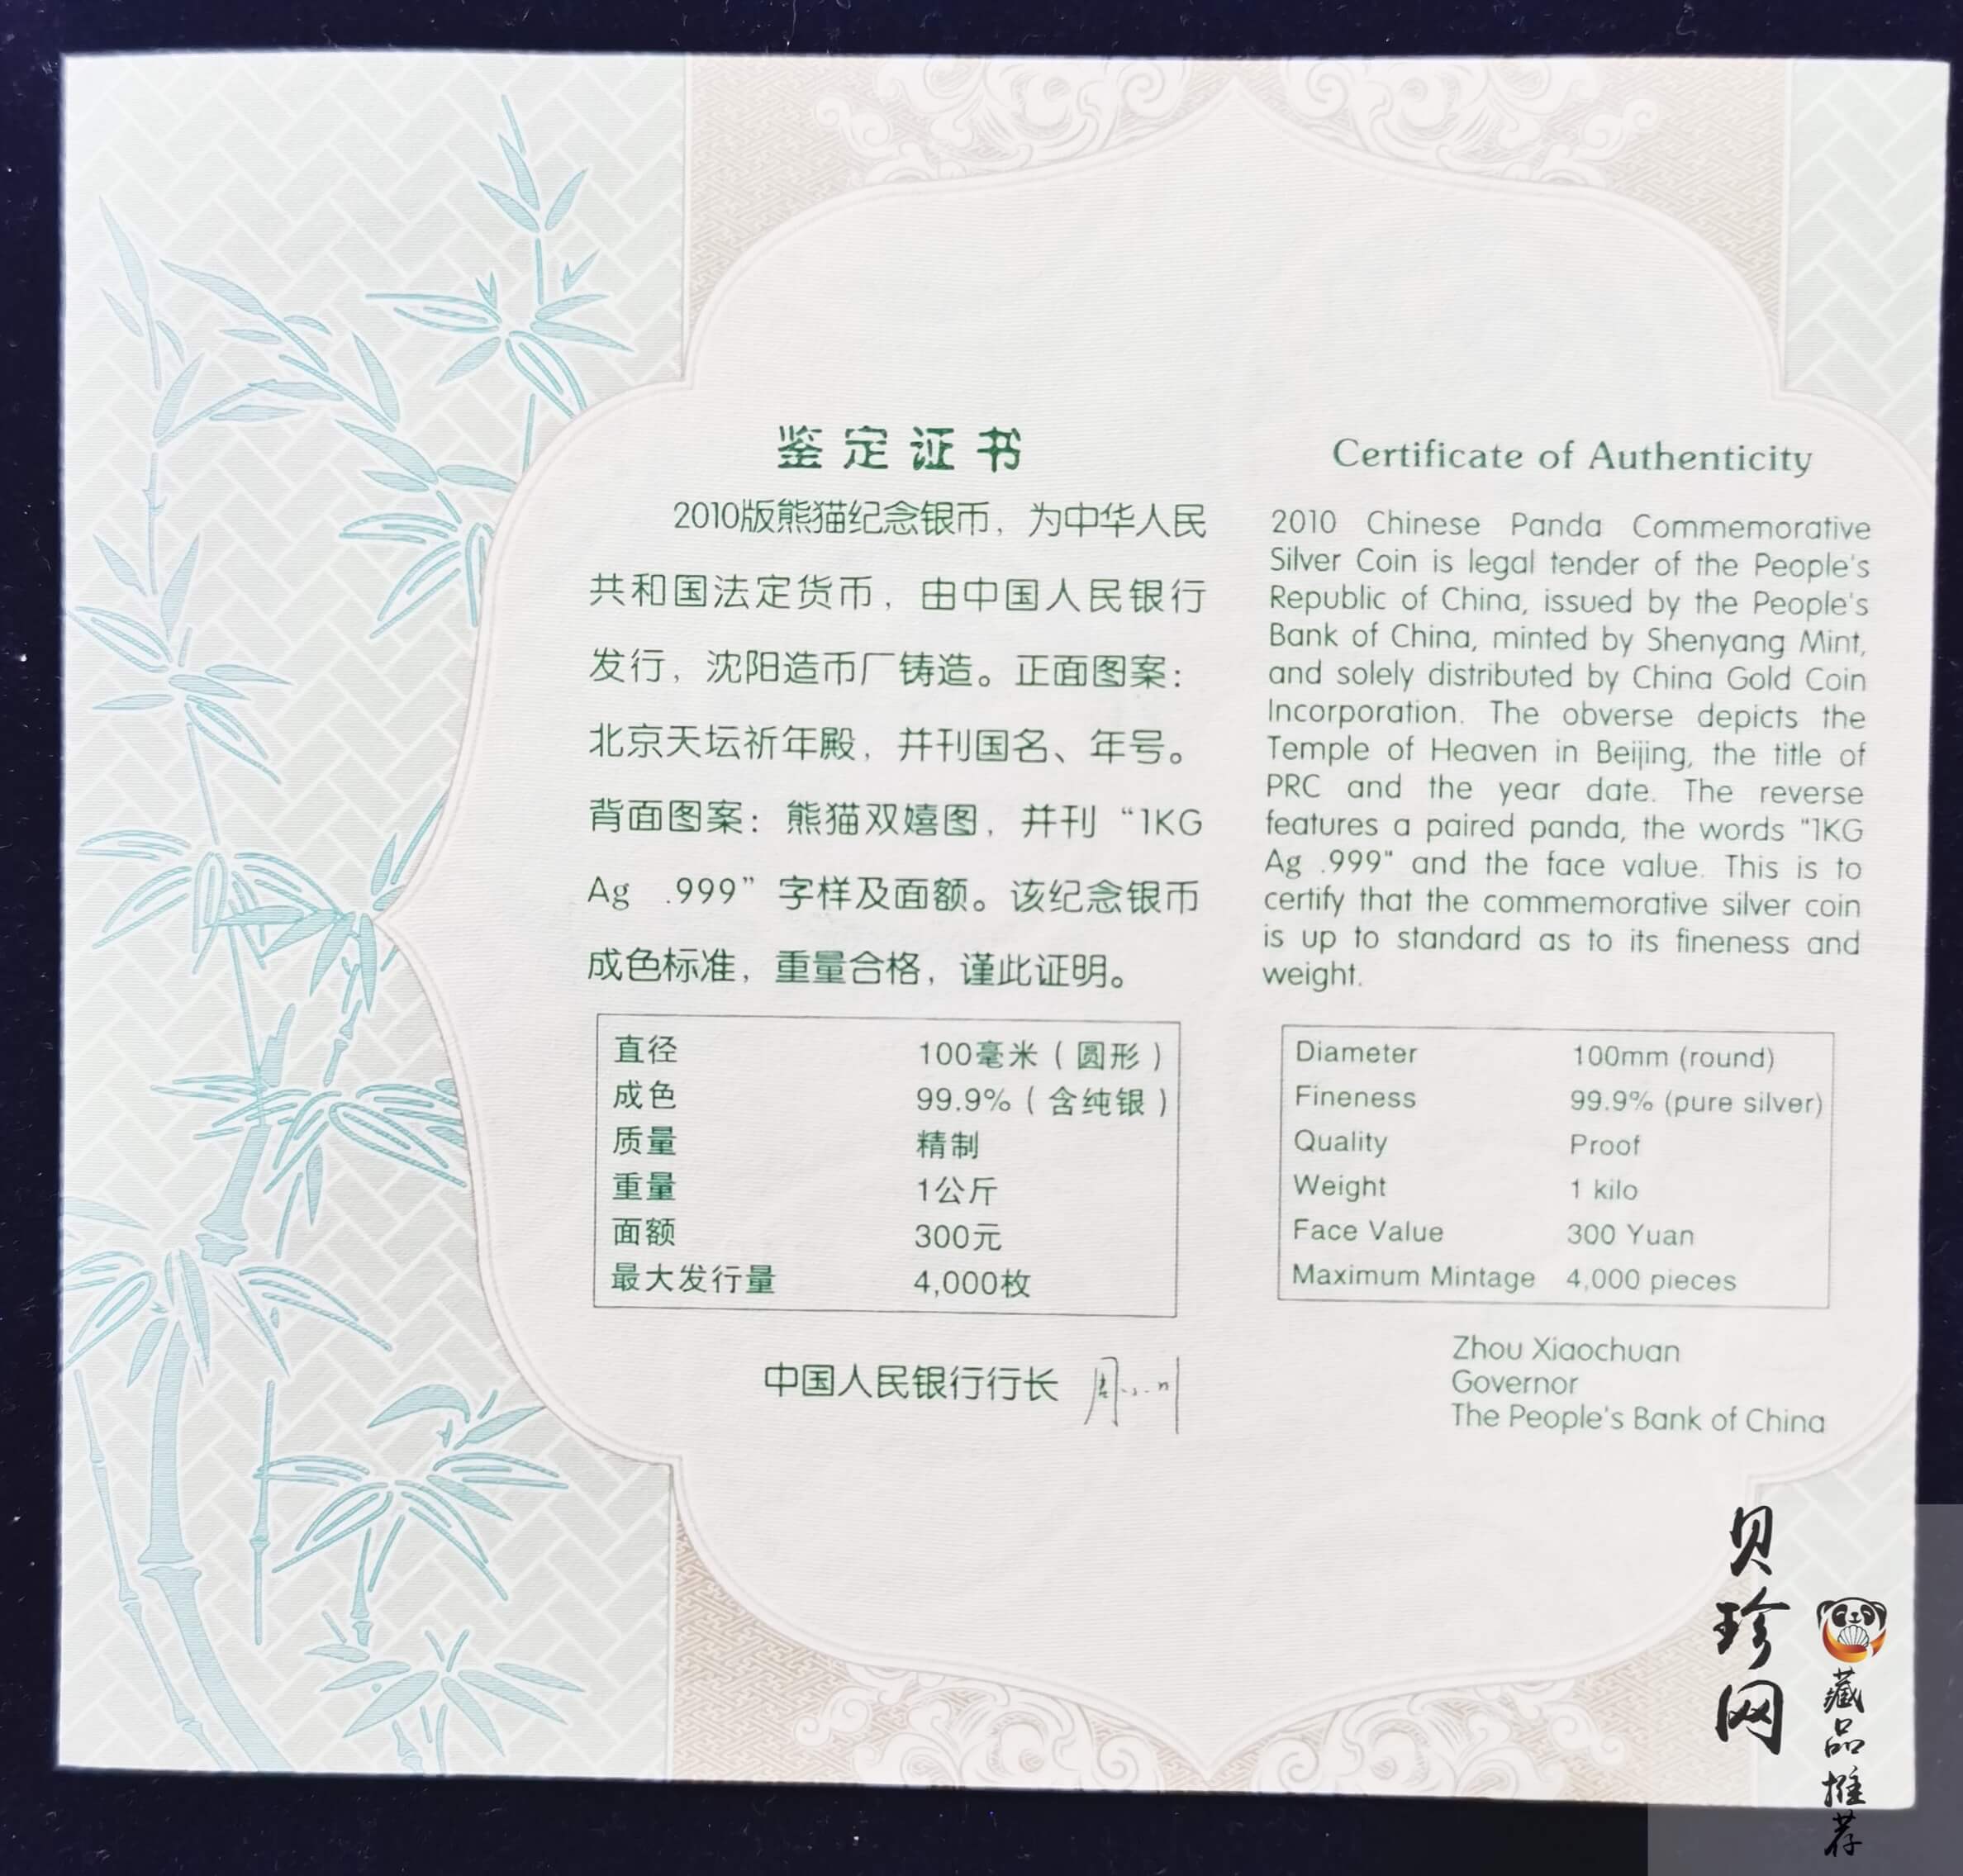 鉴定证书
2010版熊猫纪念银币，为中华人民
共和国法定货币，由中国人民银行
发行，沈阳造币厂铸造。正面图案：
北京天坛祈年殿，并刊国名、年号。
背面图案：熊猫双嬉图，并刊“1KG
Ag .999”字样及面额。该纪念银币
成色标准，重量合格，谨此证明。
直径 100毫米（圆形）
成色 99.9%（含纯银）
质量 精制
重量 1公斤
面额 300元
最大发行量 4,000枚
中国人民银行行长 周小川
Certificate of Authenticity
2010 Chinese Panda Commemorative
Silver Coin is legal tender of the People's
Republic of China, issued by the People's
Bank of China, minted by Shenyang Mint,
and solely distributed by China Gold Coin
Incorporation. The obverse depicts the
Temple of Heaven in Beijing, the title of
PRC and the year date. The reverse
features a paired panda, the words "1KG
Ag .999" and the face value. This is to
certify that the commemorative silver coin
is up to standard as to its fineness and
weight.
Diameter 100mm (round)
Fineness 99.9% (pure silver)
Quality Proof
Weight 1 kilo
Face Value 300 Yuan
Maximum Mintage 4,000 pieces
Zhou Xiaochuan
Governor
The People's Bank of China
贝珍网
藏品推荐